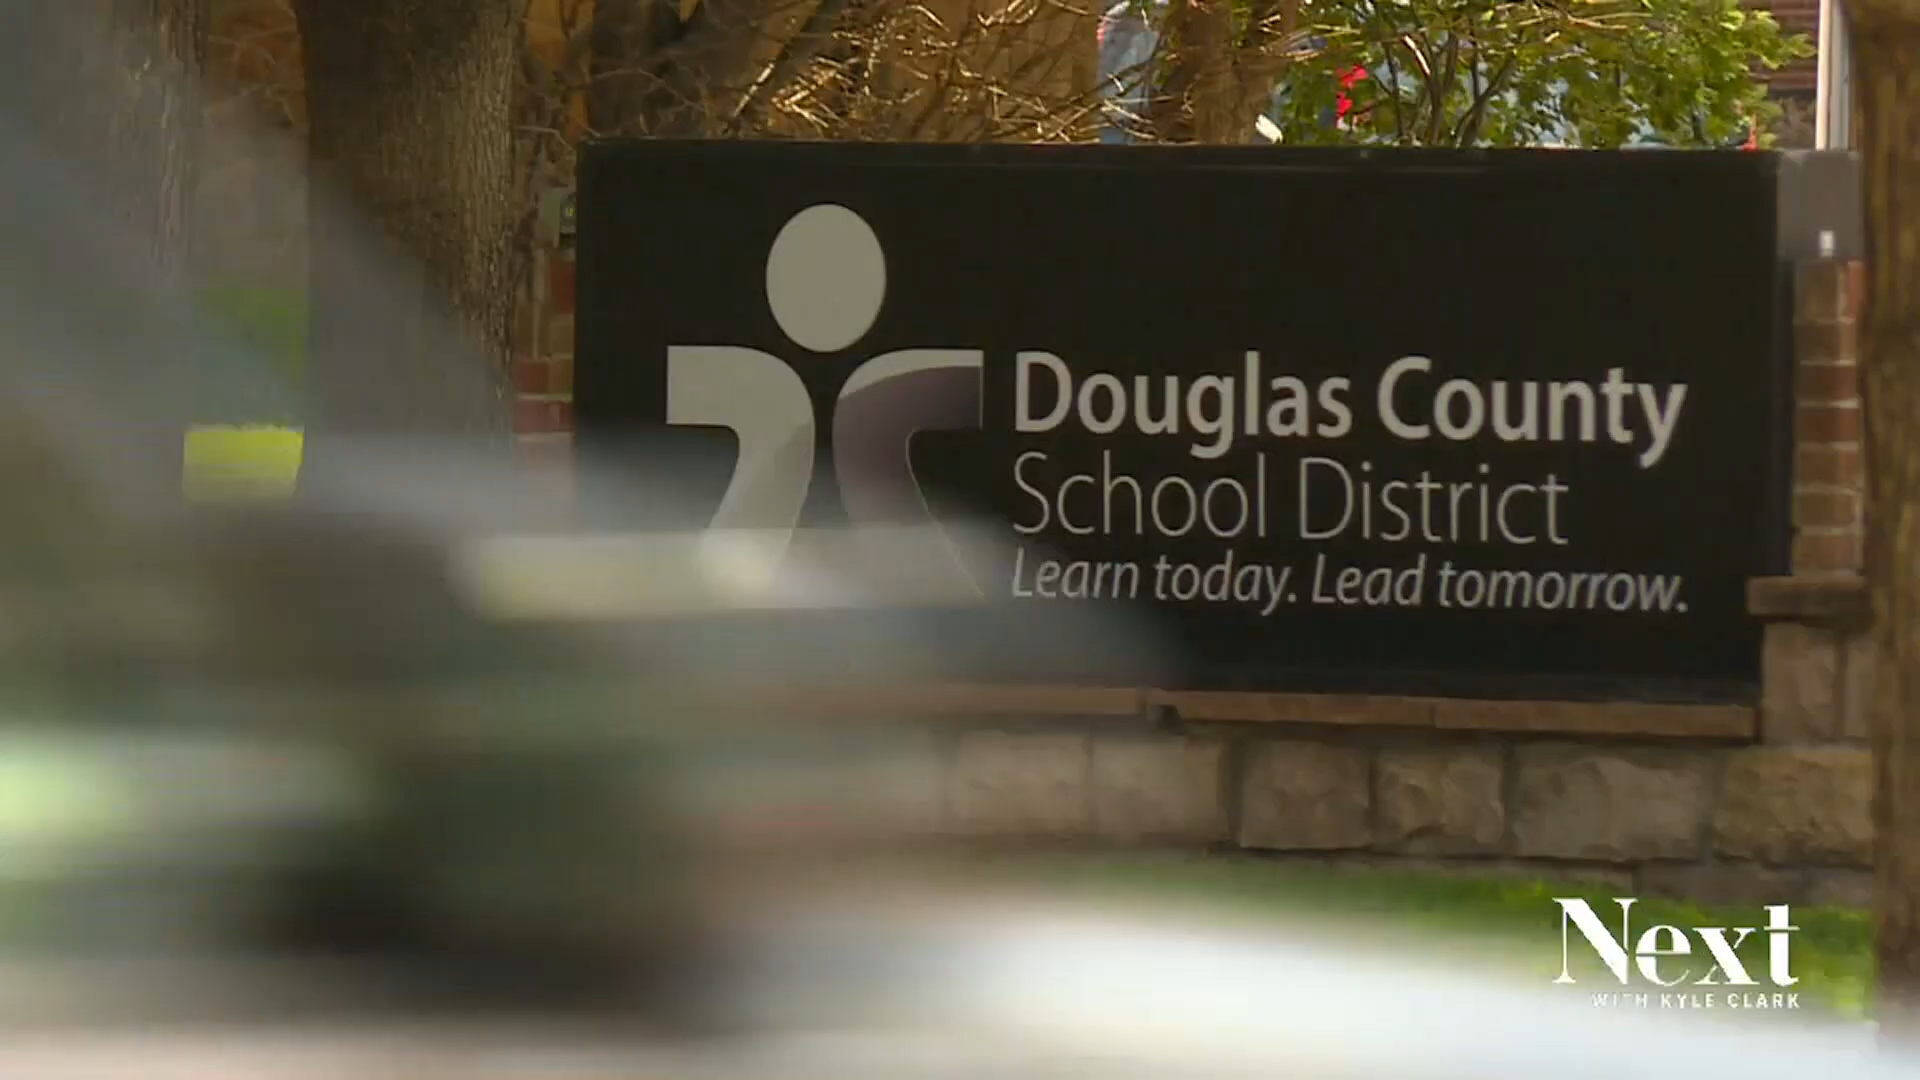 Douglas County
School District
Learn today. Lead tomorrow.
Next
WITH KYLE CLARK